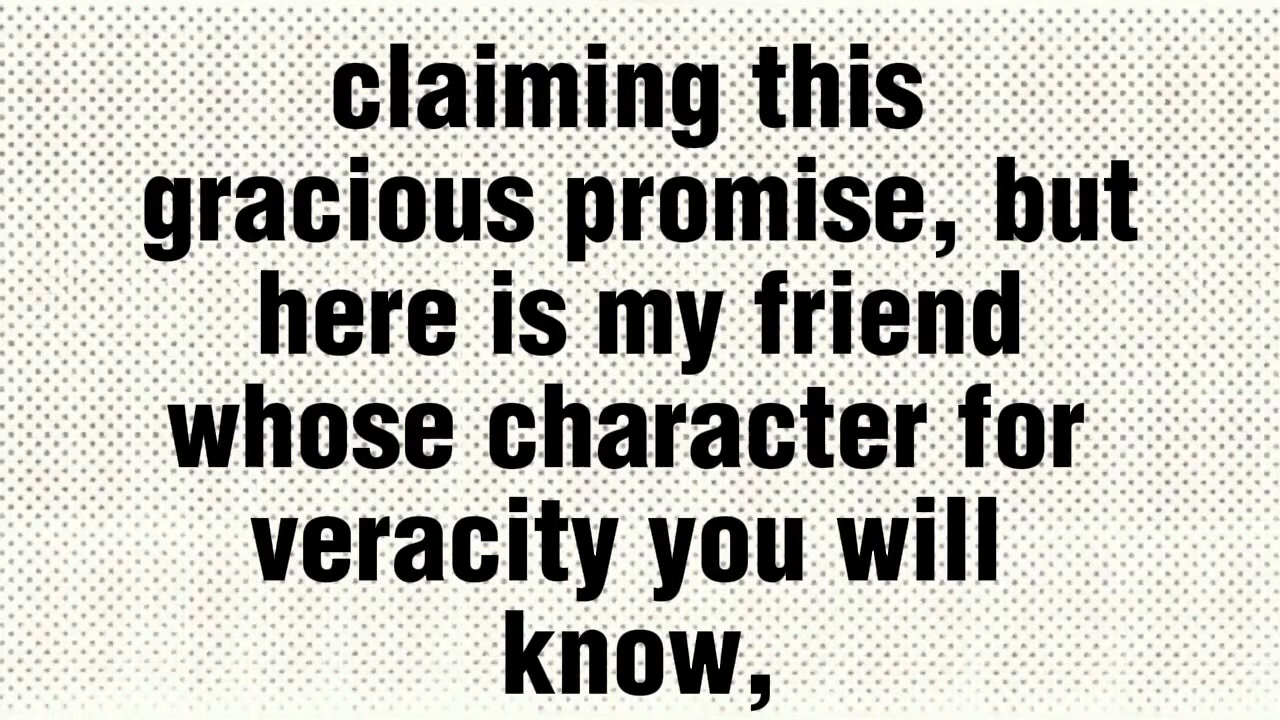 claiming this
gracious promise, but
here is my friend
whose character for
veracity you will
know,